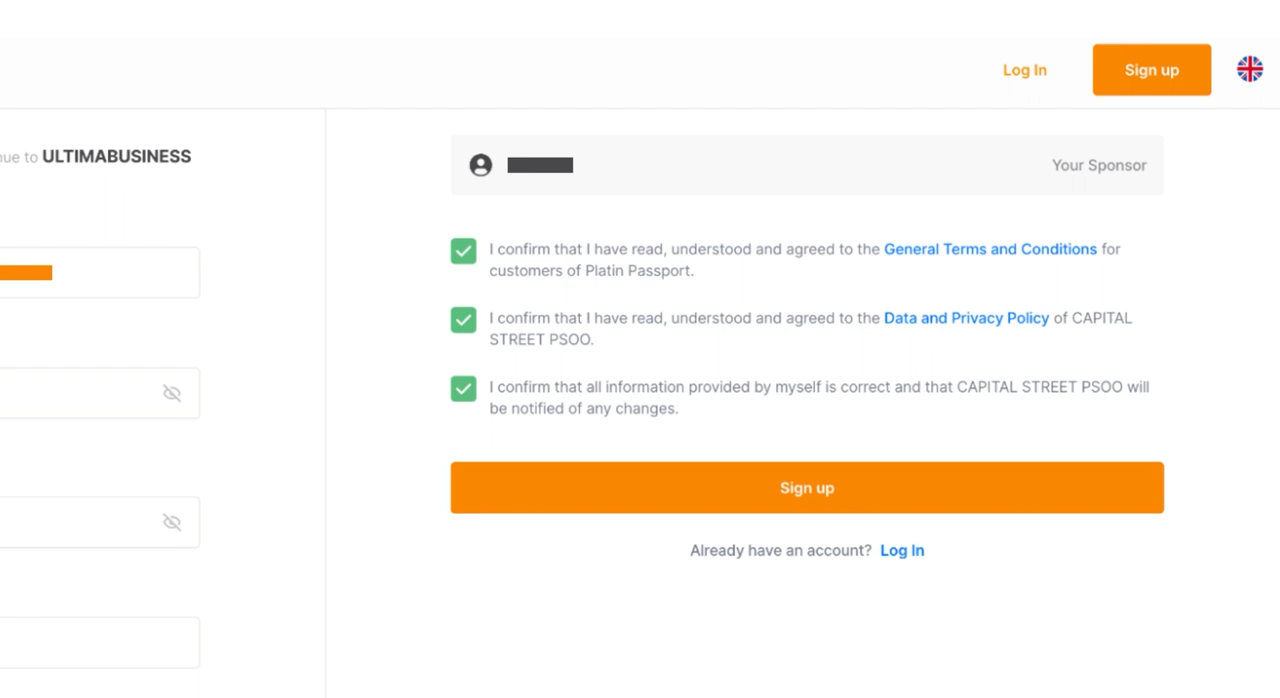 Log In
Sign up
nue to ULTIMABUSINESS
Your Sponsor
I confirm that I have read, understood and agreed to the General Terms and Conditions for
customers of Platin Passport.
I confirm that I have read, understood and agreed to the Data and Privacy Policy of CAPITAL
STREET PSOO.
I confirm that all information provided by myself is correct and that CAPITAL STREET PSOO will
be notified of any changes.
Sign up
Already have an account? Log In